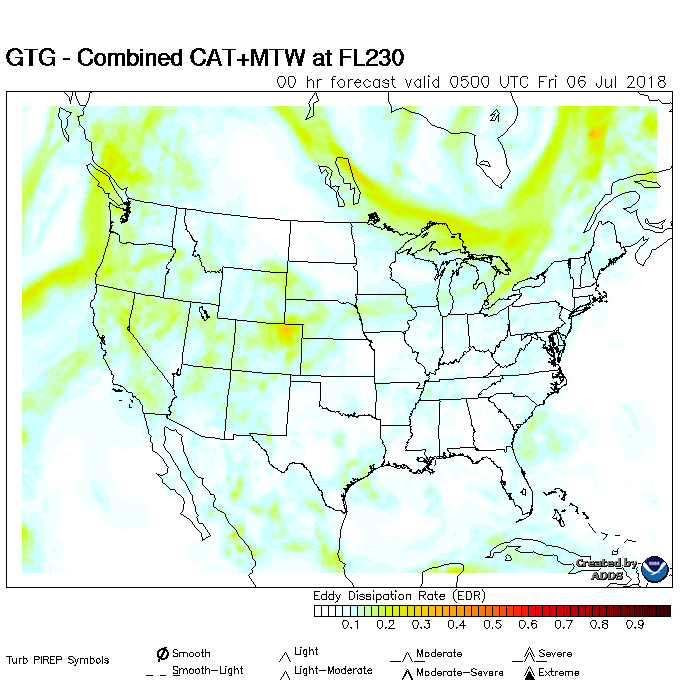 GTG - Combined CAT+MTW at FL230
00 hr forecast valid 0500 UTC Fri 06 Jul 2018
Created by
ADDS
Eddy Dissipation Rate (EDR)
0.1 0.2 0.3 0.4 0.5 0.6 0.7 0.8 0.9
Turb PIREP Symbols
Smooth Light Moderate Severe
Smooth-Light Light-Moderate Moderate-Severe Extreme